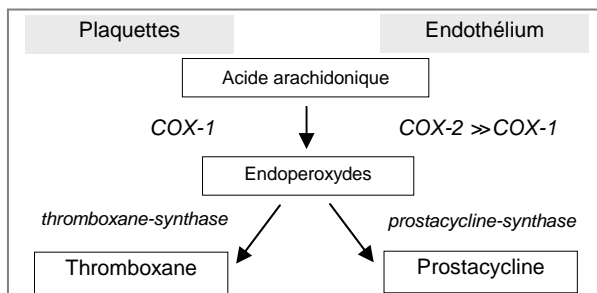 Plaquettes Endothélium
Acide arachidonique
COX-1 COX-2 ≫ COX-1
Endoperoxydes
thromboxane-synthase prostacycline-synthase
Thromboxane Prostacycline